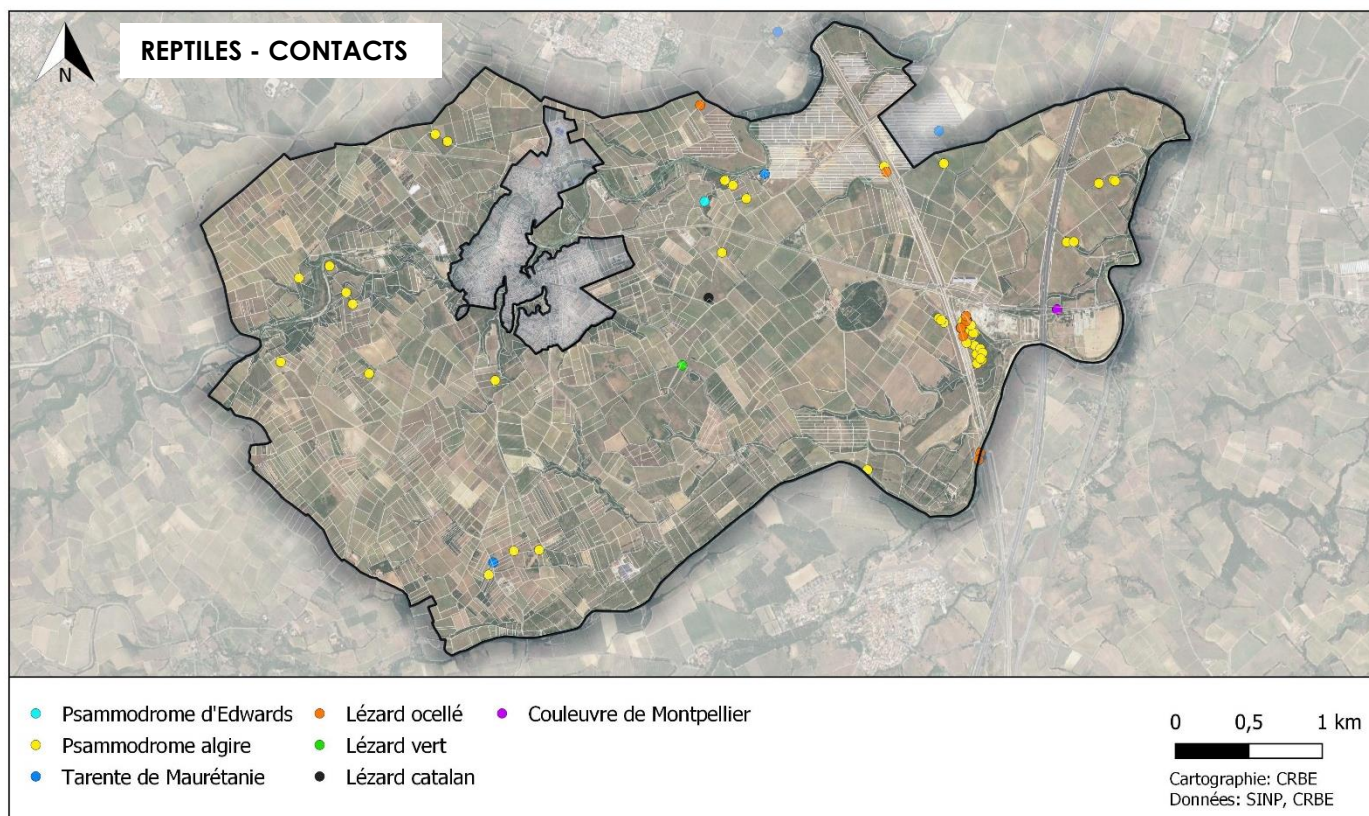 REPTILES - CONTACTS
N
Psammodrome d'Edwards
Lézard ocellé
Couleuvre de Montpellier
Psammodrome algire
Lézard vert
Tarente de Maurétanie
Lézard catalan
0 0,5 1 km
Cartographie: CRBE
Données: SINP, CRBE